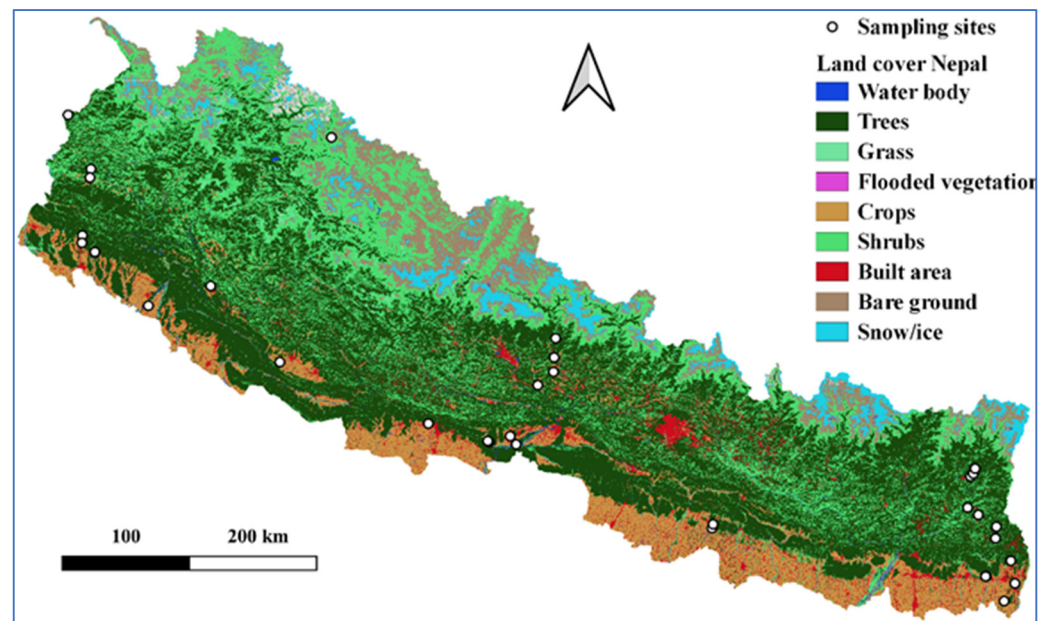 Sampling sites
Land cover Nepal
Water body
Trees
Grass
Flooded vegetation
Crops
Shrubs
Built area
Bare ground
Snow/ice
100 200 km